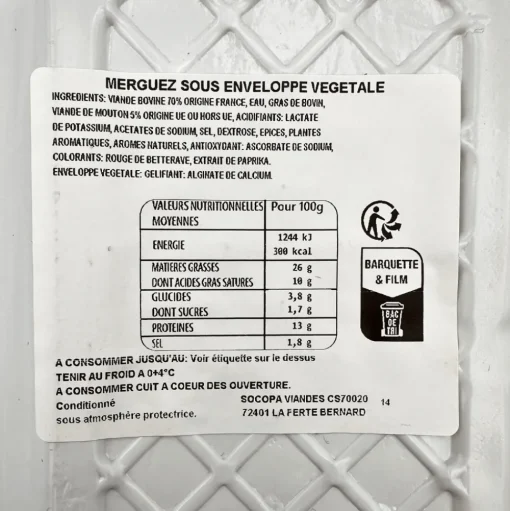 MERGUEZ SOUS ENVELOPPE VEGETALE
INGREDIENTS: VIANDE BOVINE 70% ORIGINE FRANCE, EAU, GRAS DE BOVIN,
VIANDE DE MOUTON 5% ORIGINE UE OU HORS UE, ACIDIFIANTS: LACTATE
DE POTASSIUM, ACETATES DE SODIUM, SEL, DEXTROSE, EPICES, PLANTES
AROMATIQUES, AROMES NATURELS, ANTIOXYDANT: ASCORBATE DE SODIUM,
COLORANTS: ROUGE DE BETTERAVE, EXTRAIT DE PAPRIKA.
ENVELOPPE VEGETALE: GELIFIANT: ALGINATE DE CALCIUM.
VALEURS NUTRITIONNELLES MOYENNES Pour 100g
ENERGIE 1244 kJ
300 kcal
MATIERES GRASSES 26 g
DONT ACIDES GRAS SATURES 10 g
GLUCIDES 3,8 g
DONT SUCRES 1,7 g
PROTEINES 13 g
SEL 1,8 g
BARQUETTE
& FILM
BAC
DE
TRI
A CONSOMMER JUSQU'AU: Voir étiquette sur le dessus
TENIR AU FROID A 0+4°C
A CONSOMMER CUIT A COEUR DES OUVERTURE.
Conditionné
sous atmosphère protectrice.
SOCOPA VIANDES CS70020 14
72401 LA FERTE BERNARD